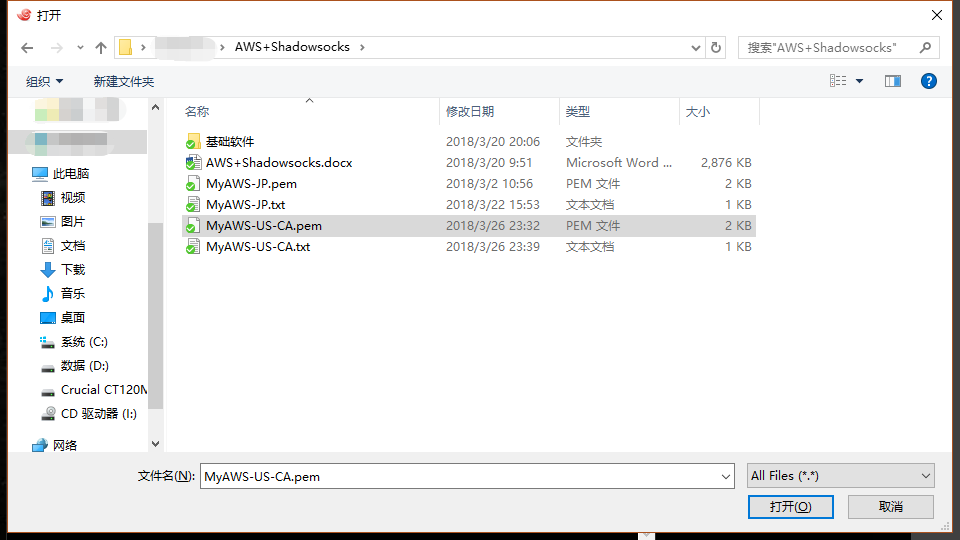 打开
AWS+Shadowsocks
搜索"AWS+Shadowsocks"
组织 新建文件夹
名称 修改日期 类型 大小
基础软件 2018/3/20 20:06 文件夹
AWS+Shadowsocks.docx 2018/3/20 9:51 Microsoft Word ... 2,876 KB
MyAWS-JP.pem 2018/3/2 10:56 PEM 文件 2 KB
MyAWS-JP.txt 2018/3/22 15:53 文本文档 1 KB
MyAWS-US-CA.pem 2018/3/26 23:32 PEM 文件 2 KB
MyAWS-US-CA.txt 2018/3/26 23:39 文本文档 1 KB
此电脑
视频
图片
文档
下载
音乐
桌面
系统 (C:)
数据 (D:)
Crucial CT120M
CD 驱动器 (I:)
网络
文件名(N): MyAWS-US-CA.pem All Files (*.*)
打开(O) 取消